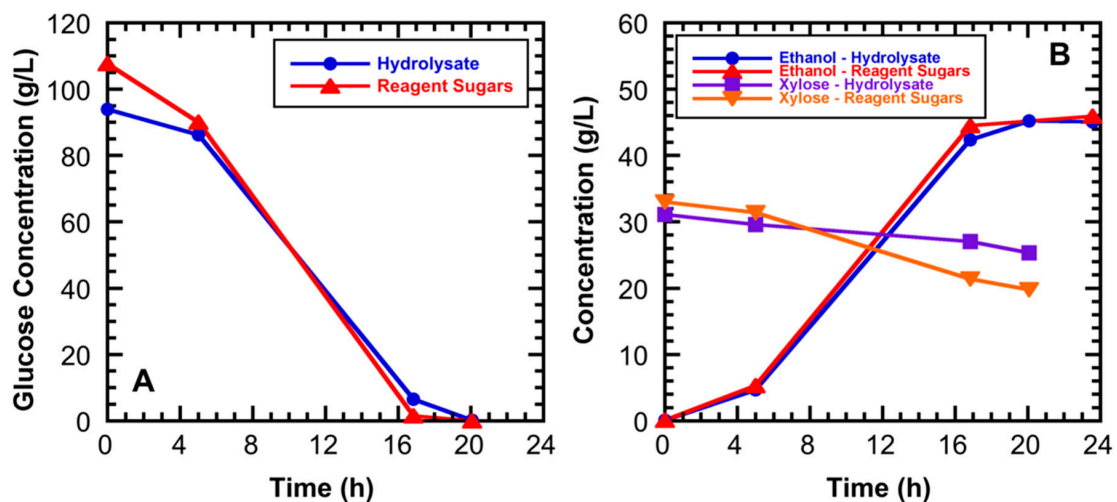 120
100
80
60
40
20
0
Glucose Concentration (g/L)
Hydrolysate
Reagent Sugars
A
0 4 8 12 16 20 24
Time (h)
60
50
40
30
20
10
0
Concentration (g/L)
Ethanol - Hydrolysate
Ethanol - Reagent Sugars
Xylose - Hydrolysate
Xylose - Reagent Sugars
B
0 4 8 12 16 20 24
Time (h)